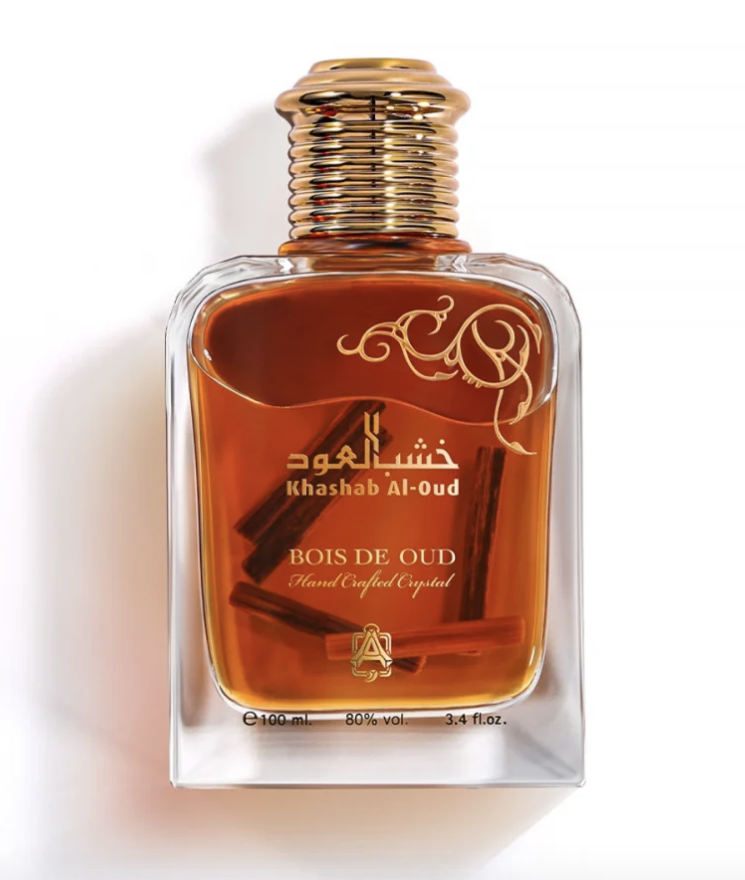 خشب العود
Khashab Al-Oud
BOIS DE OUD
Hand Crafted Crystal
℮100 ml. 80% vol. 3.4 fl.oz.